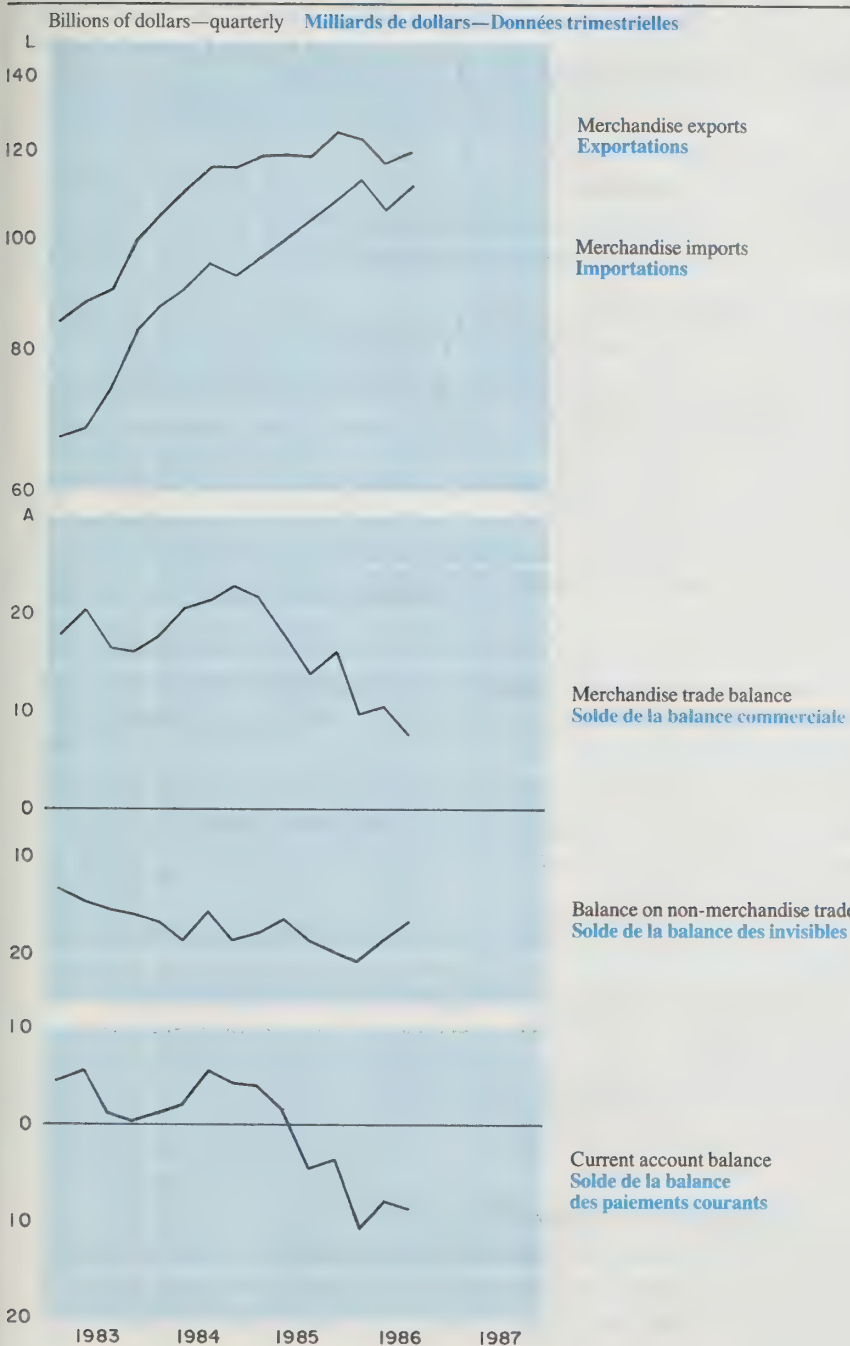 Billions of dollars—quarterly Milliards de dollars—Données trimestrielles
L
140
120
100
80
60
Merchandise exports
Exportations
Merchandise imports
Importations
A
20
10
0
10
20
Merchandise trade balance
Solde de la balance commerciale
Balance on non-merchandise trade
Solde de la balance des invisibles
10
0
10
20
Current account balance
Solde de la balance
des paiements courants
1983 1984 1985 1986 1987